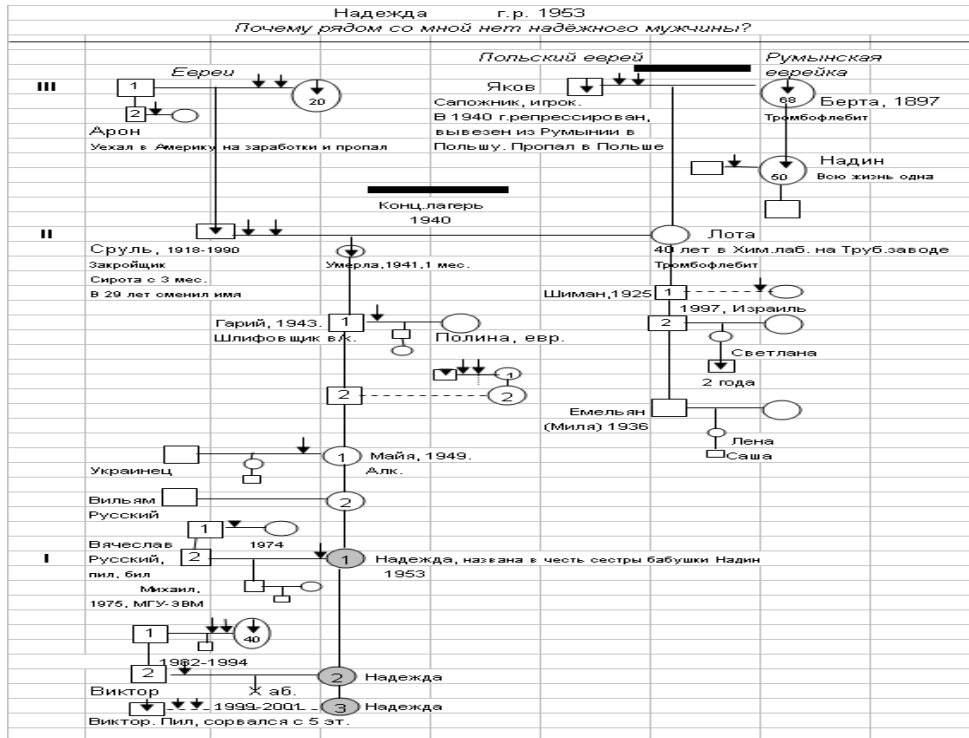 Надежда г.р. 1953
Почему рядом со мной нет надёжного мужчины?
Евреи
Польский еврей
Румынская
еврейка
III
1
20
Яков
68
Берта, 1897
2
Арон
Уехал в Америку на заработки и пропал
Сапожник, игрок.
В 1940 г.репрессирован,
вывезен из Румынии в
Польшу. Пропал в Польше
Тромбофлебит
50
Надин
Всю жизнь одна
Конц.лагерь
1940
II
Сруль, 1918-1990
Закройщик
Сирота с 3 мес.
В 29 лет сменил имя
Умерла,1941,1 мес.
Лота
40 лет в Хим.лаб. на Труб.заводе
Тромбофлебит
Шиман,1925
1
1997, Израиль
2
Гарий, 1943.
Шлифовщик в/к.
1
Полина, евр.
Светлана
2 года
2
1
2
Емельян
(Миля) 1936
Лена
Саша
Украинец
1
Майя, 1949.
Алк.
Вильям
Русский
2
1
1974
I
Вячеслав
Русский,
пил, бил
2
1
Надежда, названа в честь сестры бабушки Надин
1953
Михаил,
1975, МГУ-ЭВМ
1
40
1982-1994
2
Виктор
аб.
2
Надежда
1999-2001
3
Надежда
Виктор. Пил, сорвался с 5 эт.